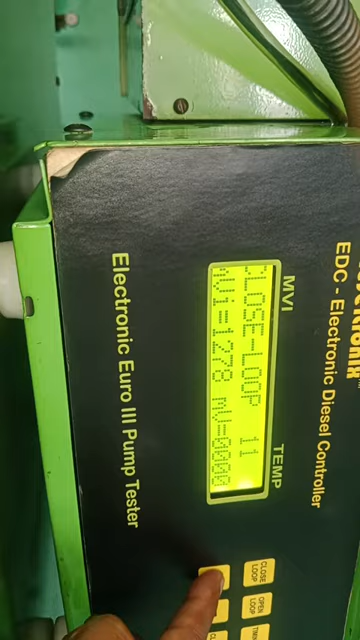 EDC - Electronic Diesel Controller
MVI TEMP
CLOSE-LOOP 11
MVi=1278 mV=0000
Electronic Euro III Pump Tester
CLOSE LOOP
OPEN LOOP